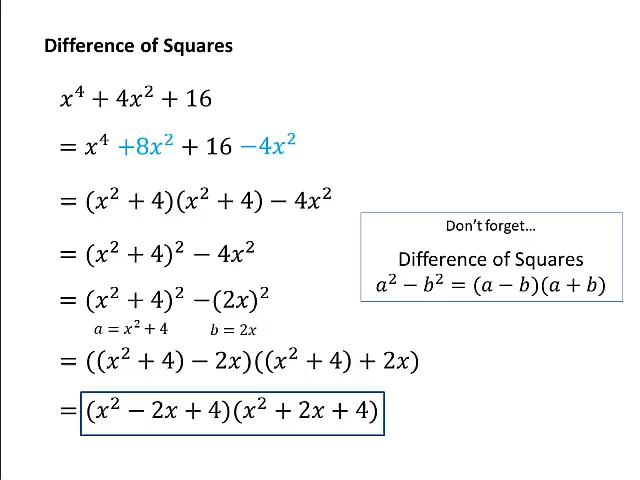 Difference of Squares
x⁴ + 4x² + 16
= x⁴ +8x² + 16 −4x²
= (x² + 4)(x² + 4) − 4x²
= (x² + 4)² − 4x²
= (x² + 4)² −(2x)²
a = x² + 4 b = 2x
= ((x² + 4) − 2x)((x² + 4) + 2x)
= (x² − 2x + 4)(x² + 2x + 4)
Don't forget...
Difference of Squares
a² − b² = (a − b)(a + b)